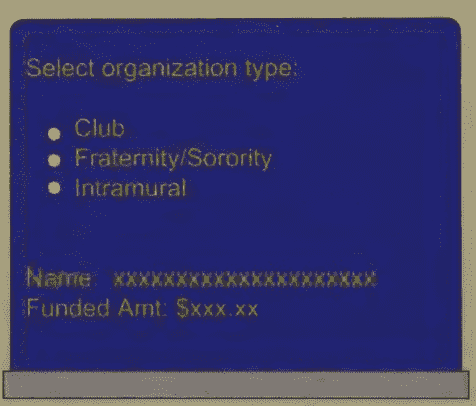 Select organization type:
Club
Fraternity/Sorority
Intramural
Name: xxxxxxxxxxxxxxxxxxxxx
Funded Amt: $xxx.xx